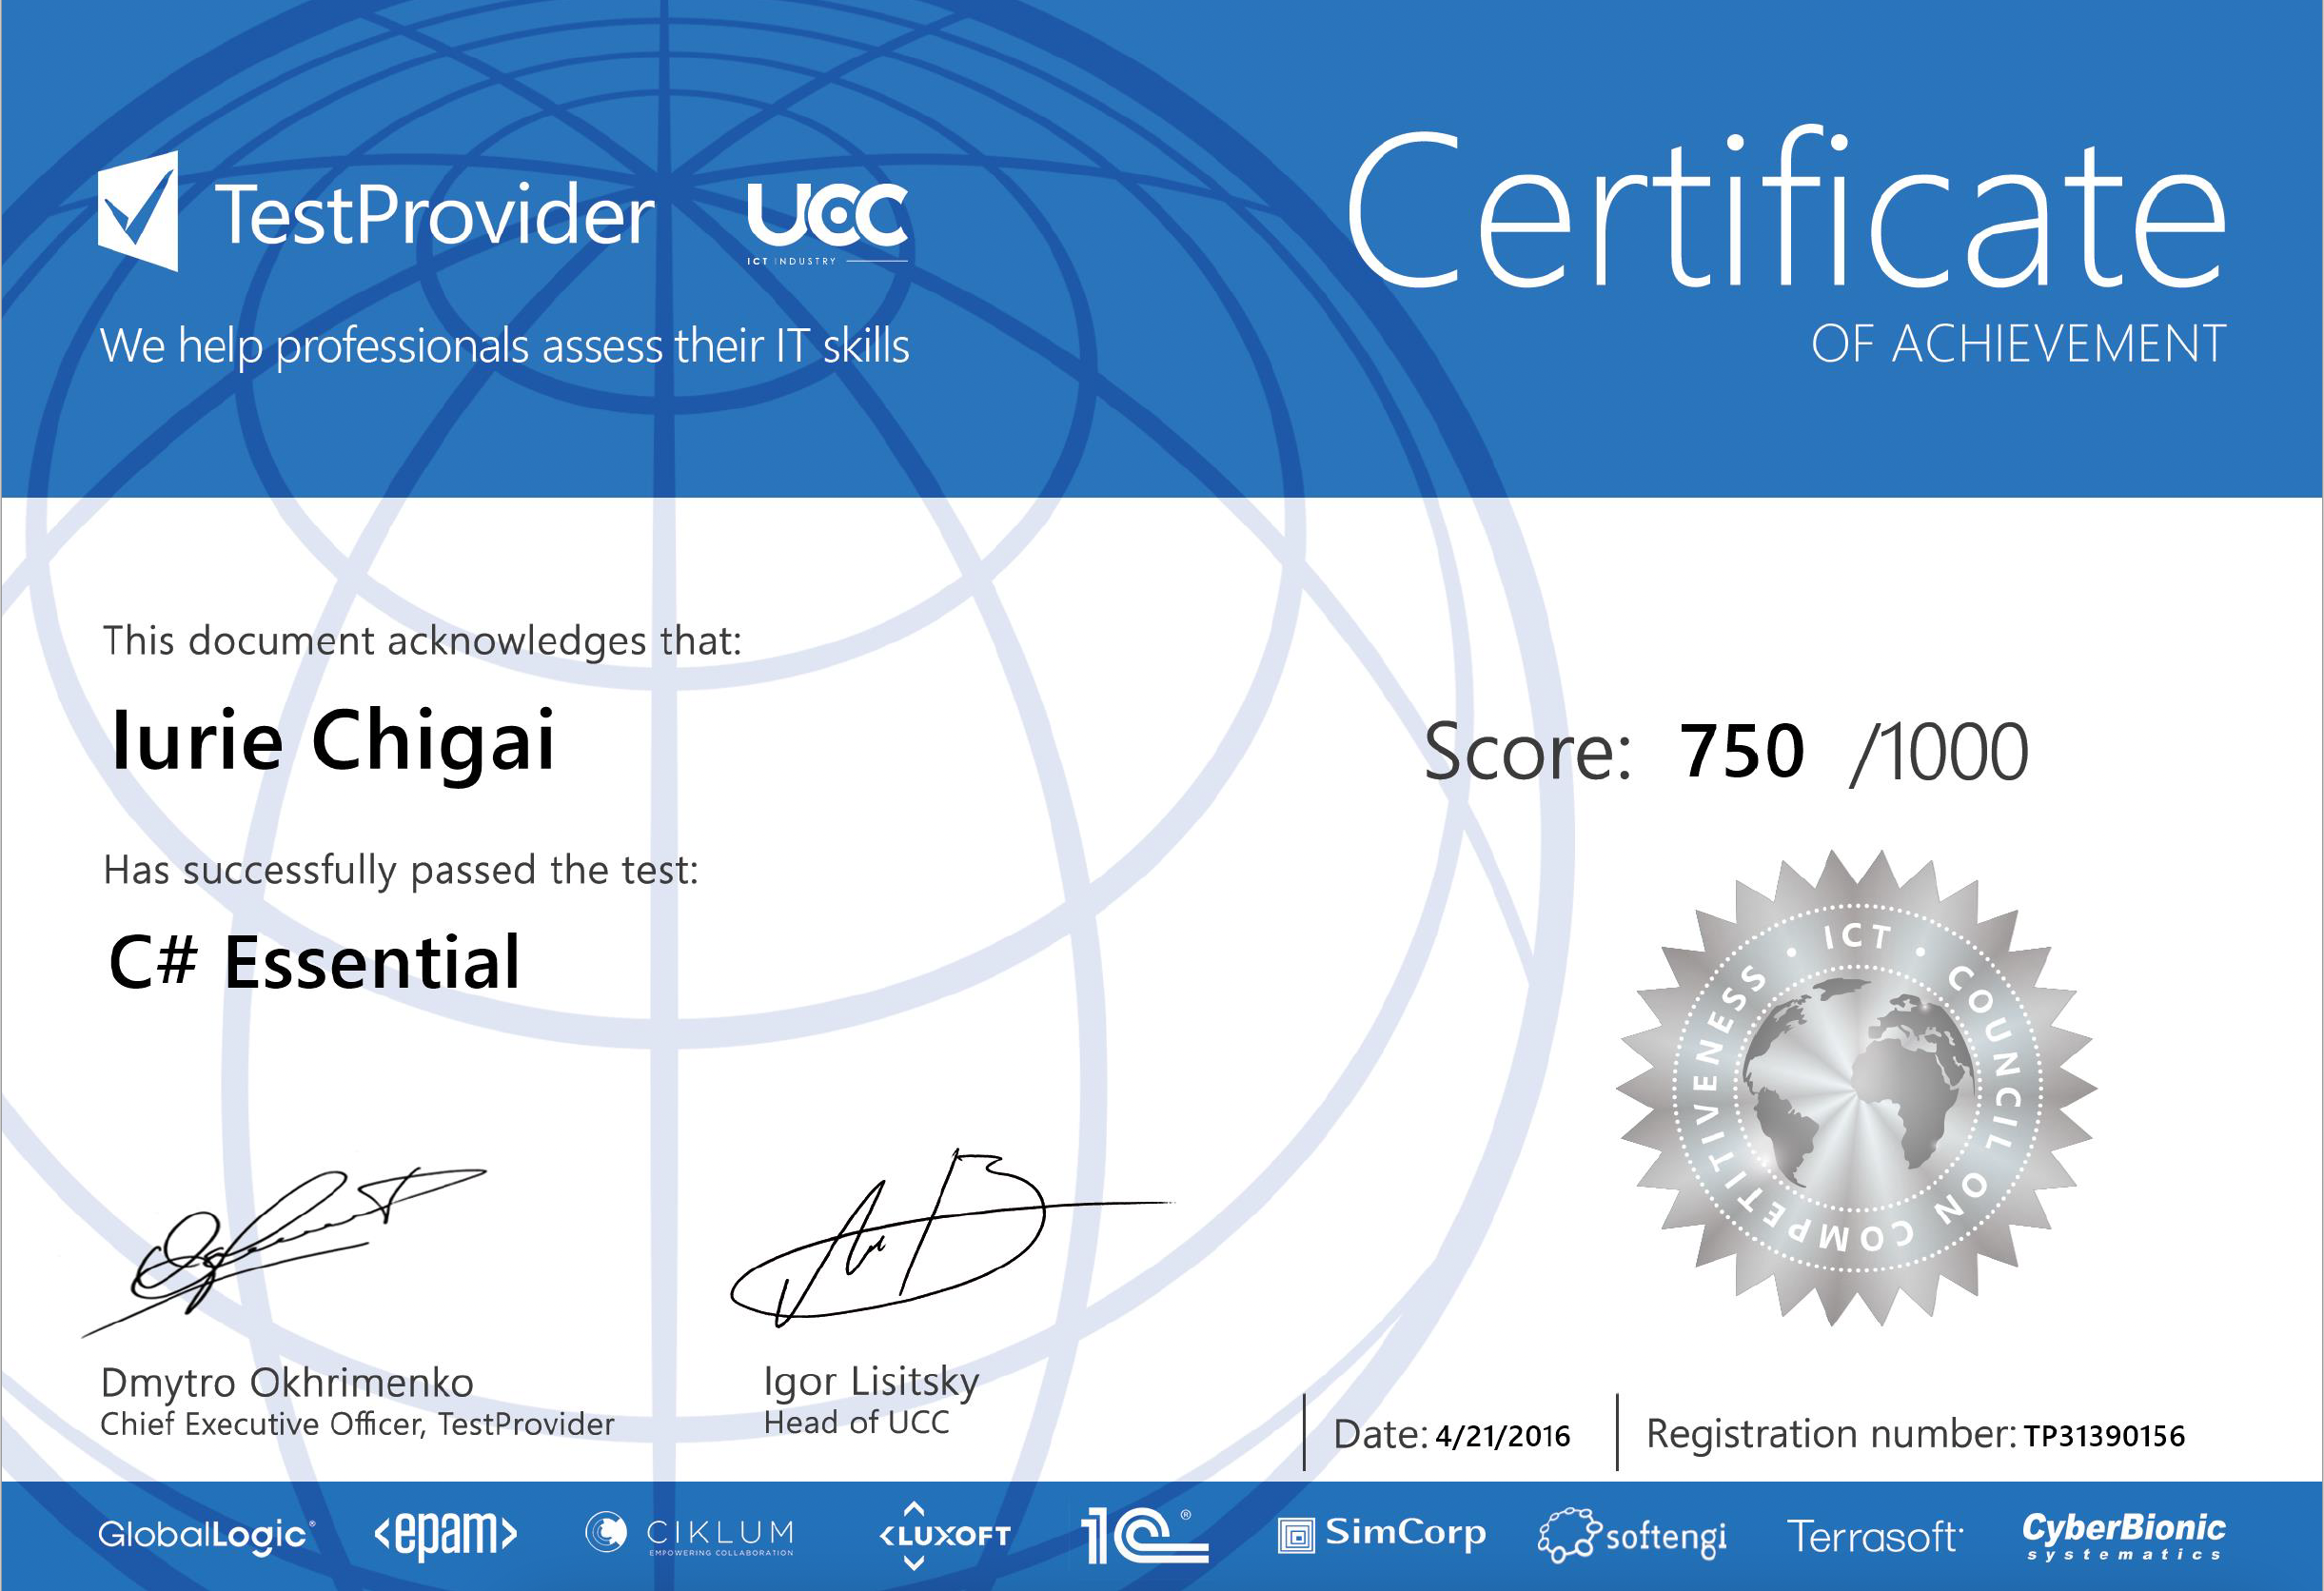 TestProvider
UCC
ICT INDUSTRY
We help professionals assess their IT skills
Certificate
OF ACHIEVEMENT
This document acknowledges that:
Iurie Chigai
Score: 750 /1000
Has successfully passed the test:
C# Essential
• ICT • COUNCIL ON COMPETITIVENESS
Dmytro Okhrimenko
Chief Executive Officer, TestProvider
Igor Lisitsky
Head of UCC
Date: 4/21/2016
Registration number: TP31390156
GlobalLogic®
<epam>
CIKLUM
EMPOWERING COLLABORATION
LUXOFT
1C®
SimCorp
softengi
Terrasoft
CyberBionic
systematics